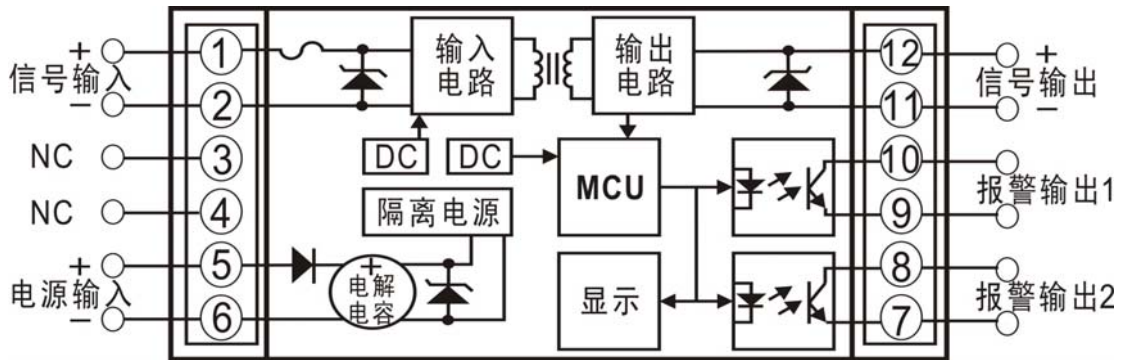 +
信号输入
−
NC
NC
+
电源输入
−
1
2
3
4
5
6
输入
电路
输出
电路
DC
DC
MCU
隔离电源
+
电解
电容
显示
12
11
10
9
8
7
+
信号输出
−
报警输出1
报警输出2